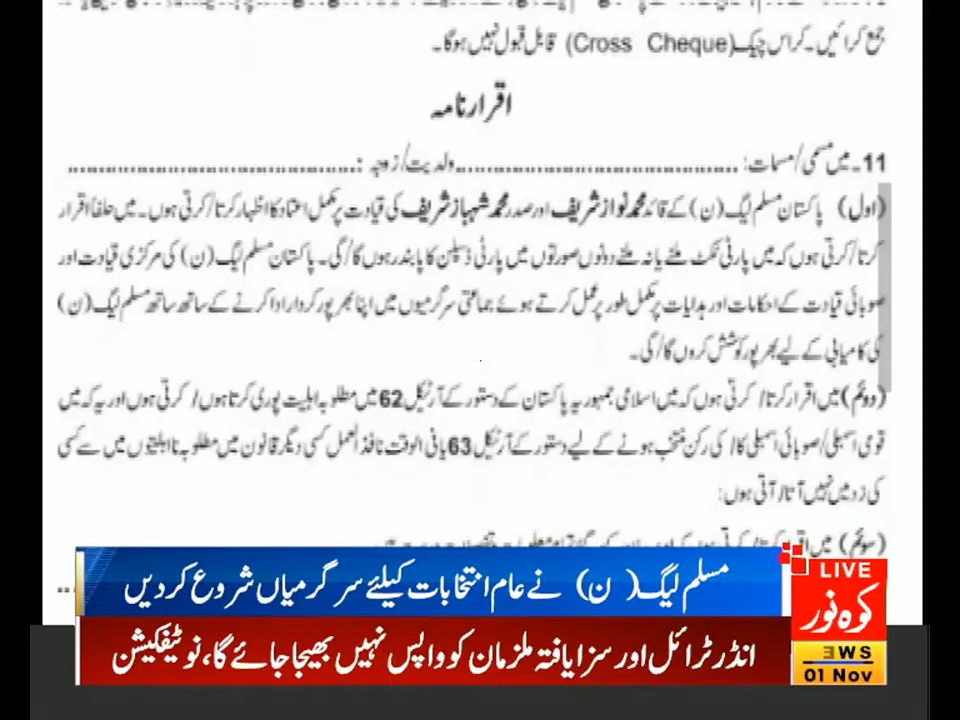 جمع کرائیں۔ کراس چیک (Cross Cheque) قابل قبول نہیں ہوگا۔
اقرارنامہ
11۔ میں مسمی/مسمات: ............................................ولدیت/زوجہ :............................................
(اول) پاکستان مسلم لیگ (ن) کے قائد محمد نواز شریف اور صدر محمد شہباز شریف کی قیادت پر مکمل اعتماد کا اظہار کرتا/کرتی ہوں۔ میں حلفاً اقرار
کرتا/کرتی ہوں کہ میں پارٹی ٹکٹ ملنے یا نہ ملنے دونوں صورتوں میں پارٹی ڈسپلن کا پابند رہوں گا/گی۔ پاکستان مسلم لیگ (ن) کی مرکزی قیادت اور
صوبائی قیادت کے احکامات اور ہدایات پر مکمل طور پر عمل کرتے ہوئے جماعتی سرگرمیوں میں اپنا بھرپور کردار ادا کرنے کے ساتھ ساتھ مسلم لیگ (ن)
کی کامیابی کے لیے بھرپور کوشش کروں گا/گی۔
(دوئم) میں اقرار کرتا/کرتی ہوں کہ میں اسلامی جمہوریہ پاکستان کے دستور کے آرٹیکل 62 میں مطلوبہ اہلیت پوری کرتا ہوں/کرتی ہوں اور یہ کہ میں
قومی اسمبلی/صوبائی اسمبلی کا/کی رکن منتخب ہونے کے لیے دستور کے آرٹیکل 63 یا فی الوقت نافذ العمل کسی دیگر قانون میں مطلوبہ نااہلیتوں میں سے کسی
کی زد میں نہیں آتا/آتی ہوں:
(سوئم) میں
مسلم لیگ ( ن) نے عام انتخابات کیلئے سرگرمیاں شروع کر دیں
انڈر ٹرائل اور سزا یافتہ ملزمان کو واپس نہیں بھیجا جائے گا، نوٹیفکیشن
LIVE
کوہ نور
EWS
01 Nov